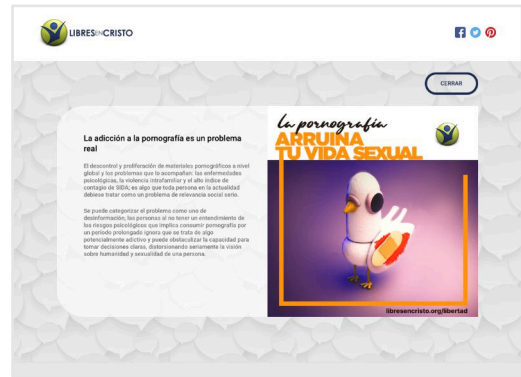 LIBRESENCRISTO
CERRAR
La adicción a la pornografía es un problema
real
El descontrol y proliferación de materiales pornográficos a nivel
global y los problemas que la acompañan: las enfermedades
psicológicas, la violencia intrafamiliar y el alto índice de
contagio de SIDA; es algo que toda persona en la actualidad
debiese tratar como un problema de relevancia social serio.
Se puede categorizar el problema como uno de
desinformación, las personas al no tener un entendimiento de
los riesgos psicológicos que implica consumir pornografía por
un período prolongado ignora que se trata de algo
potencialmente adictivo y puede obstaculizar la capacidad para
tomar decisiones claras, distorsionando seriamente la visión
sobre humanidad y sexualidad de una persona.
la pornografía
ARRUINA
TU VIDA SEXUAL
libresencristo.org/libertad